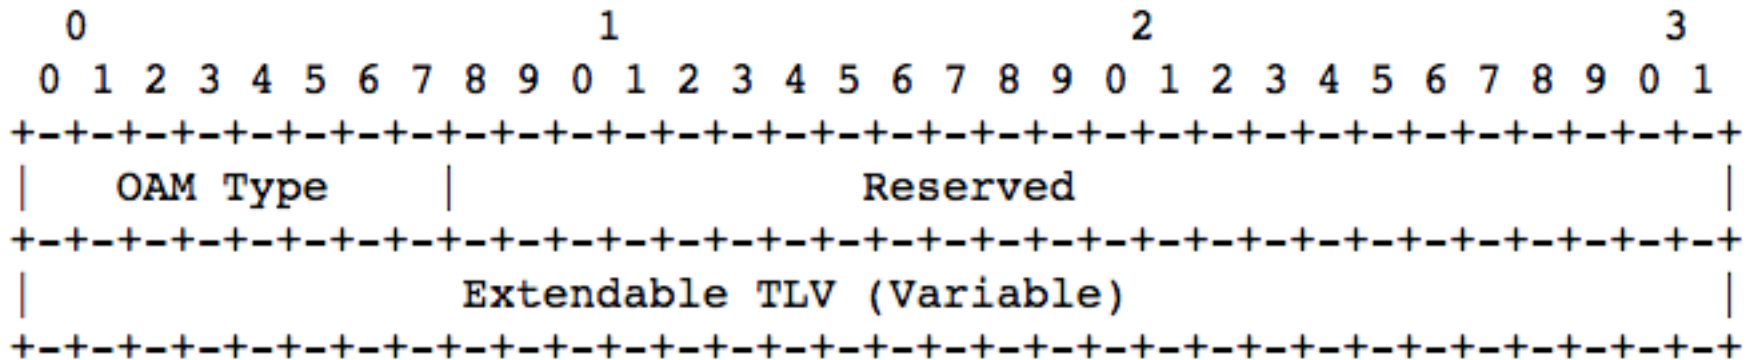 0 1 2 3
0 1 2 3 4 5 6 7 8 9 0 1 2 3 4 5 6 7 8 9 0 1 2 3 4 5 6 7 8 9 0 1
+-+-+-+-+-+-+-+-+-+-+-+-+-+-+-+-+-+-+-+-+-+-+-+-+-+-+-+-+-+-+-+-+
| OAM Type | Reserved |
+-+-+-+-+-+-+-+-+-+-+-+-+-+-+-+-+-+-+-+-+-+-+-+-+-+-+-+-+-+-+-+-+
| Extendable TLV (Variable) |
+-+-+-+-+-+-+-+-+-+-+-+-+-+-+-+-+-+-+-+-+-+-+-+-+-+-+-+-+-+-+-+-+